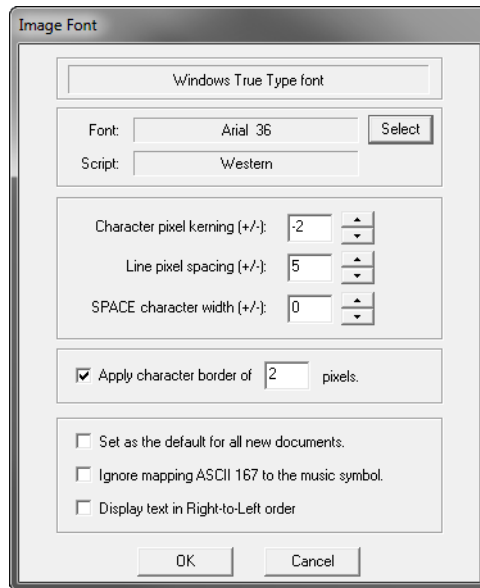 Image Font
Windows True Type font
Font: Arial 36 Select
Script: Western
Character pixel kerning (+/-): -2
Line pixel spacing (+/-): 5
SPACE character width (+/-): 0
Apply character border of 2 pixels.
Set as the default for all new documents.
Ignore mapping ASCII 167 to the music symbol.
Display text in Right-to-Left order
OK Cancel